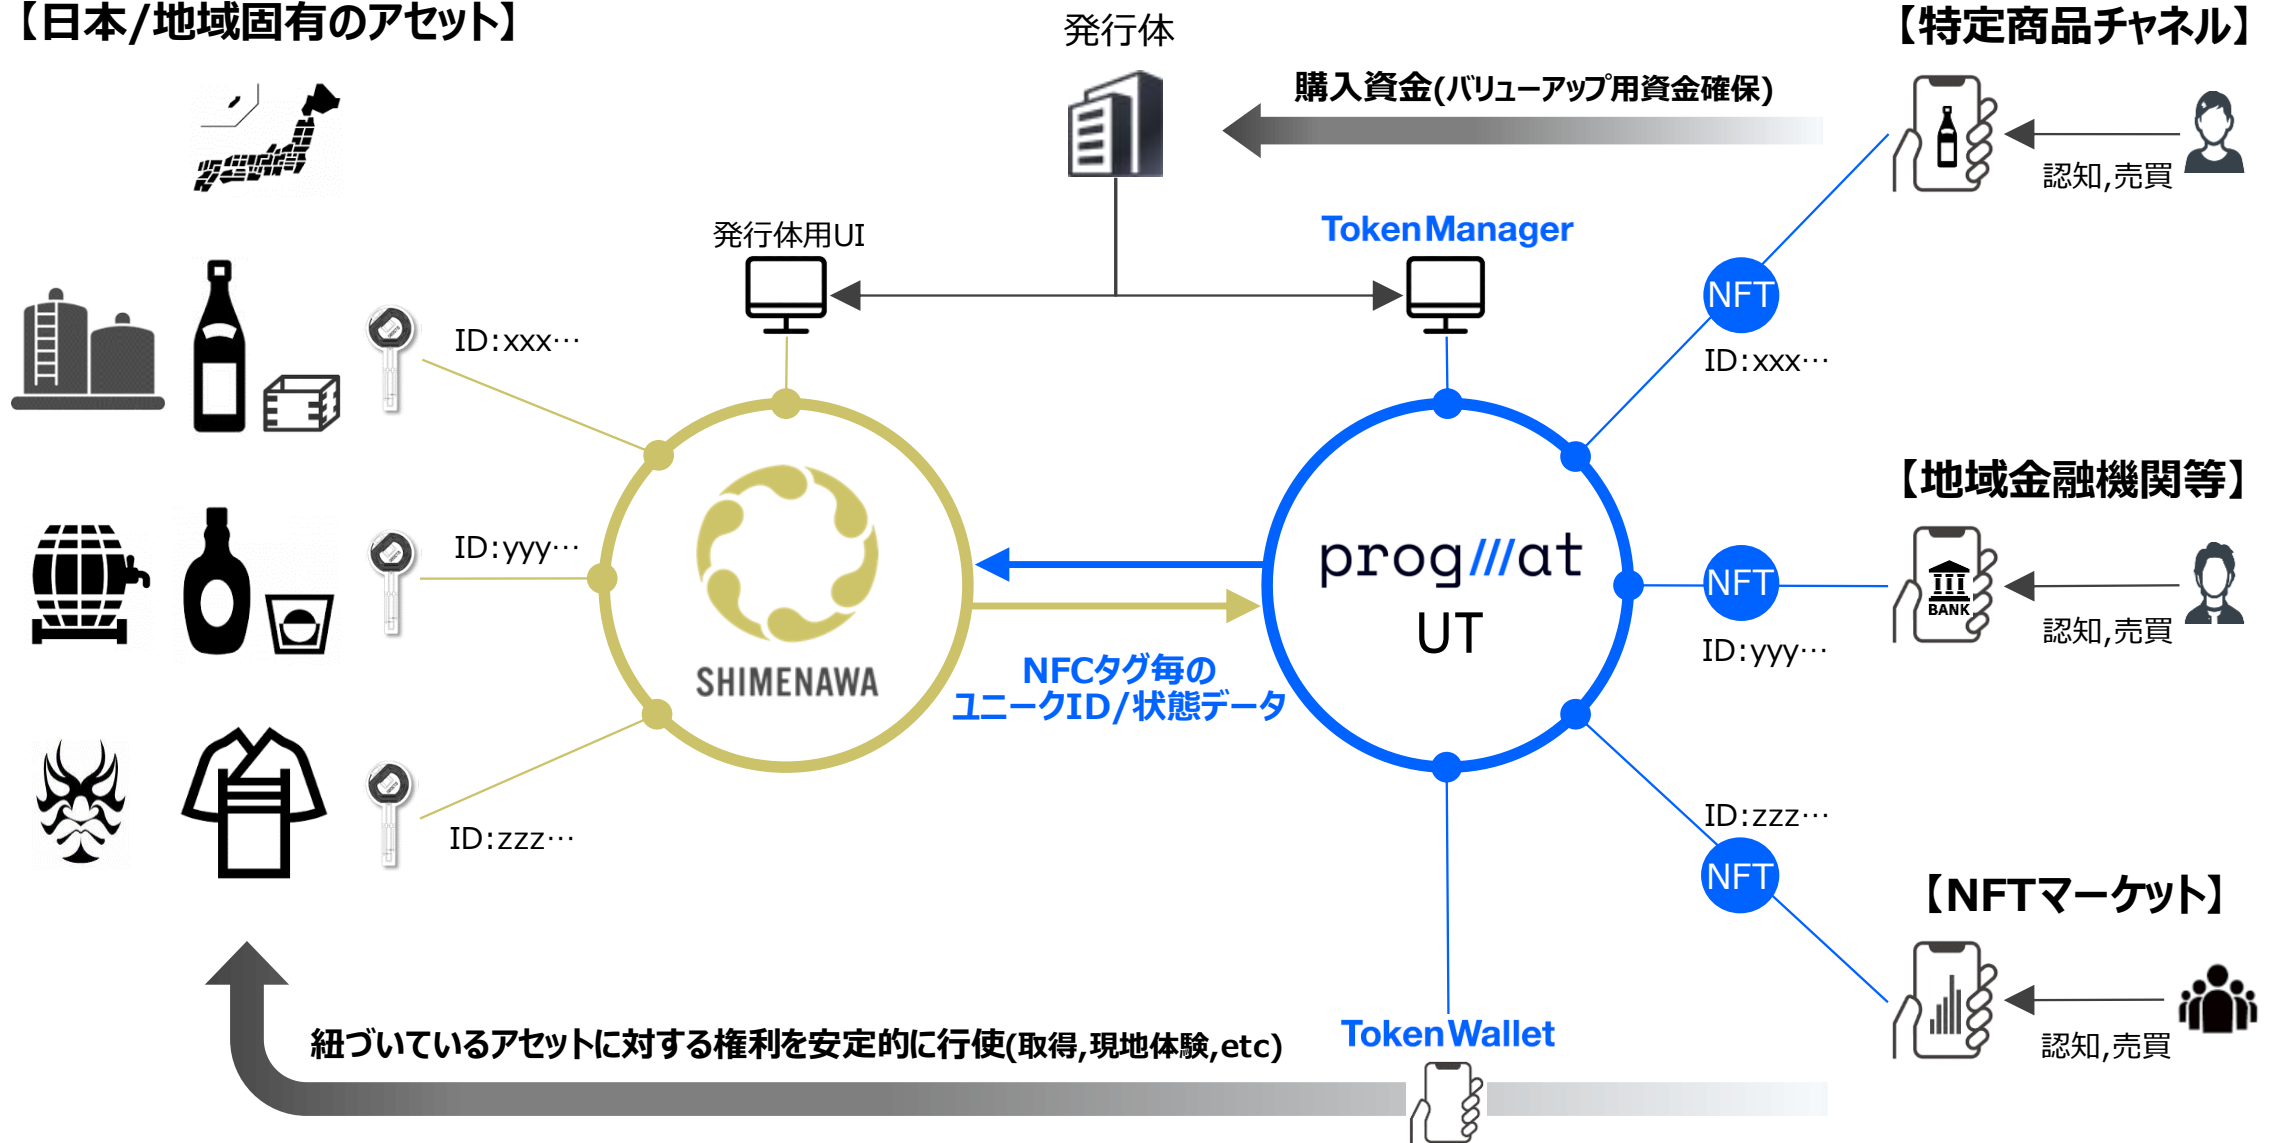 【日本/地域固有のアセット】
発行体
【特定商品チャネル】
購入資金(バリューアップ用資金確保)
認知,売買
発行体用UI
TokenManager
NFT
ID:xxx…
ID:xxx…
【地域金融機関等】
progmat
UT
ID:yyy…
NFT
BANK
ID:yyy…
認知,売買
SHIMENAWA
NFCタグ毎の
ユニークID/状態データ
ID:zzz…
ID:zzz…
NFT
【NFTマーケット】
TokenWallet
紐づいているアセットに対する権利を安定的に行使(取得,現地体験,etc)
認知,売買